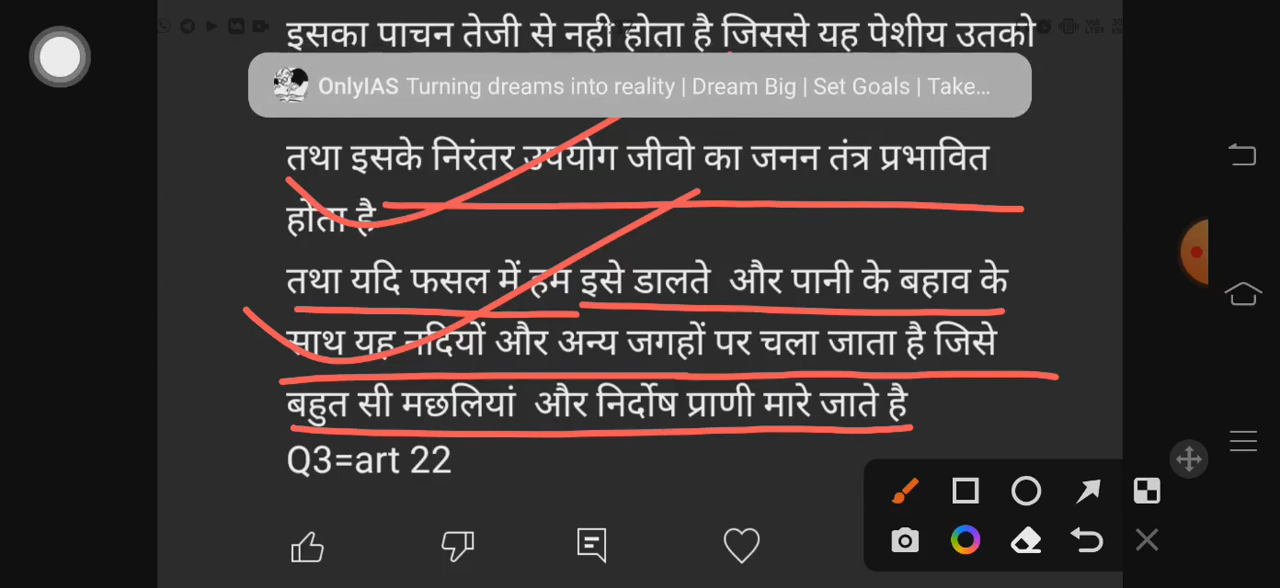 इसका पाचन तेजी से नही होता है जिससे यह पेशीय उतको
OnlyIAS Turning dreams into reality | Dream Big | Set Goals | Take...
तथा इसके निरंतर उपयोग जीवो का जनन तंत्र प्रभावित
होता है
तथा यदि फसल में हम इसे डालते और पानी के बहाव के
साथ यह नदियों और अन्य जगहों पर चला जाता है जिसे
बहुत सी मछलियां और निर्दोष प्राणी मारे जाते है
Q3=art 22